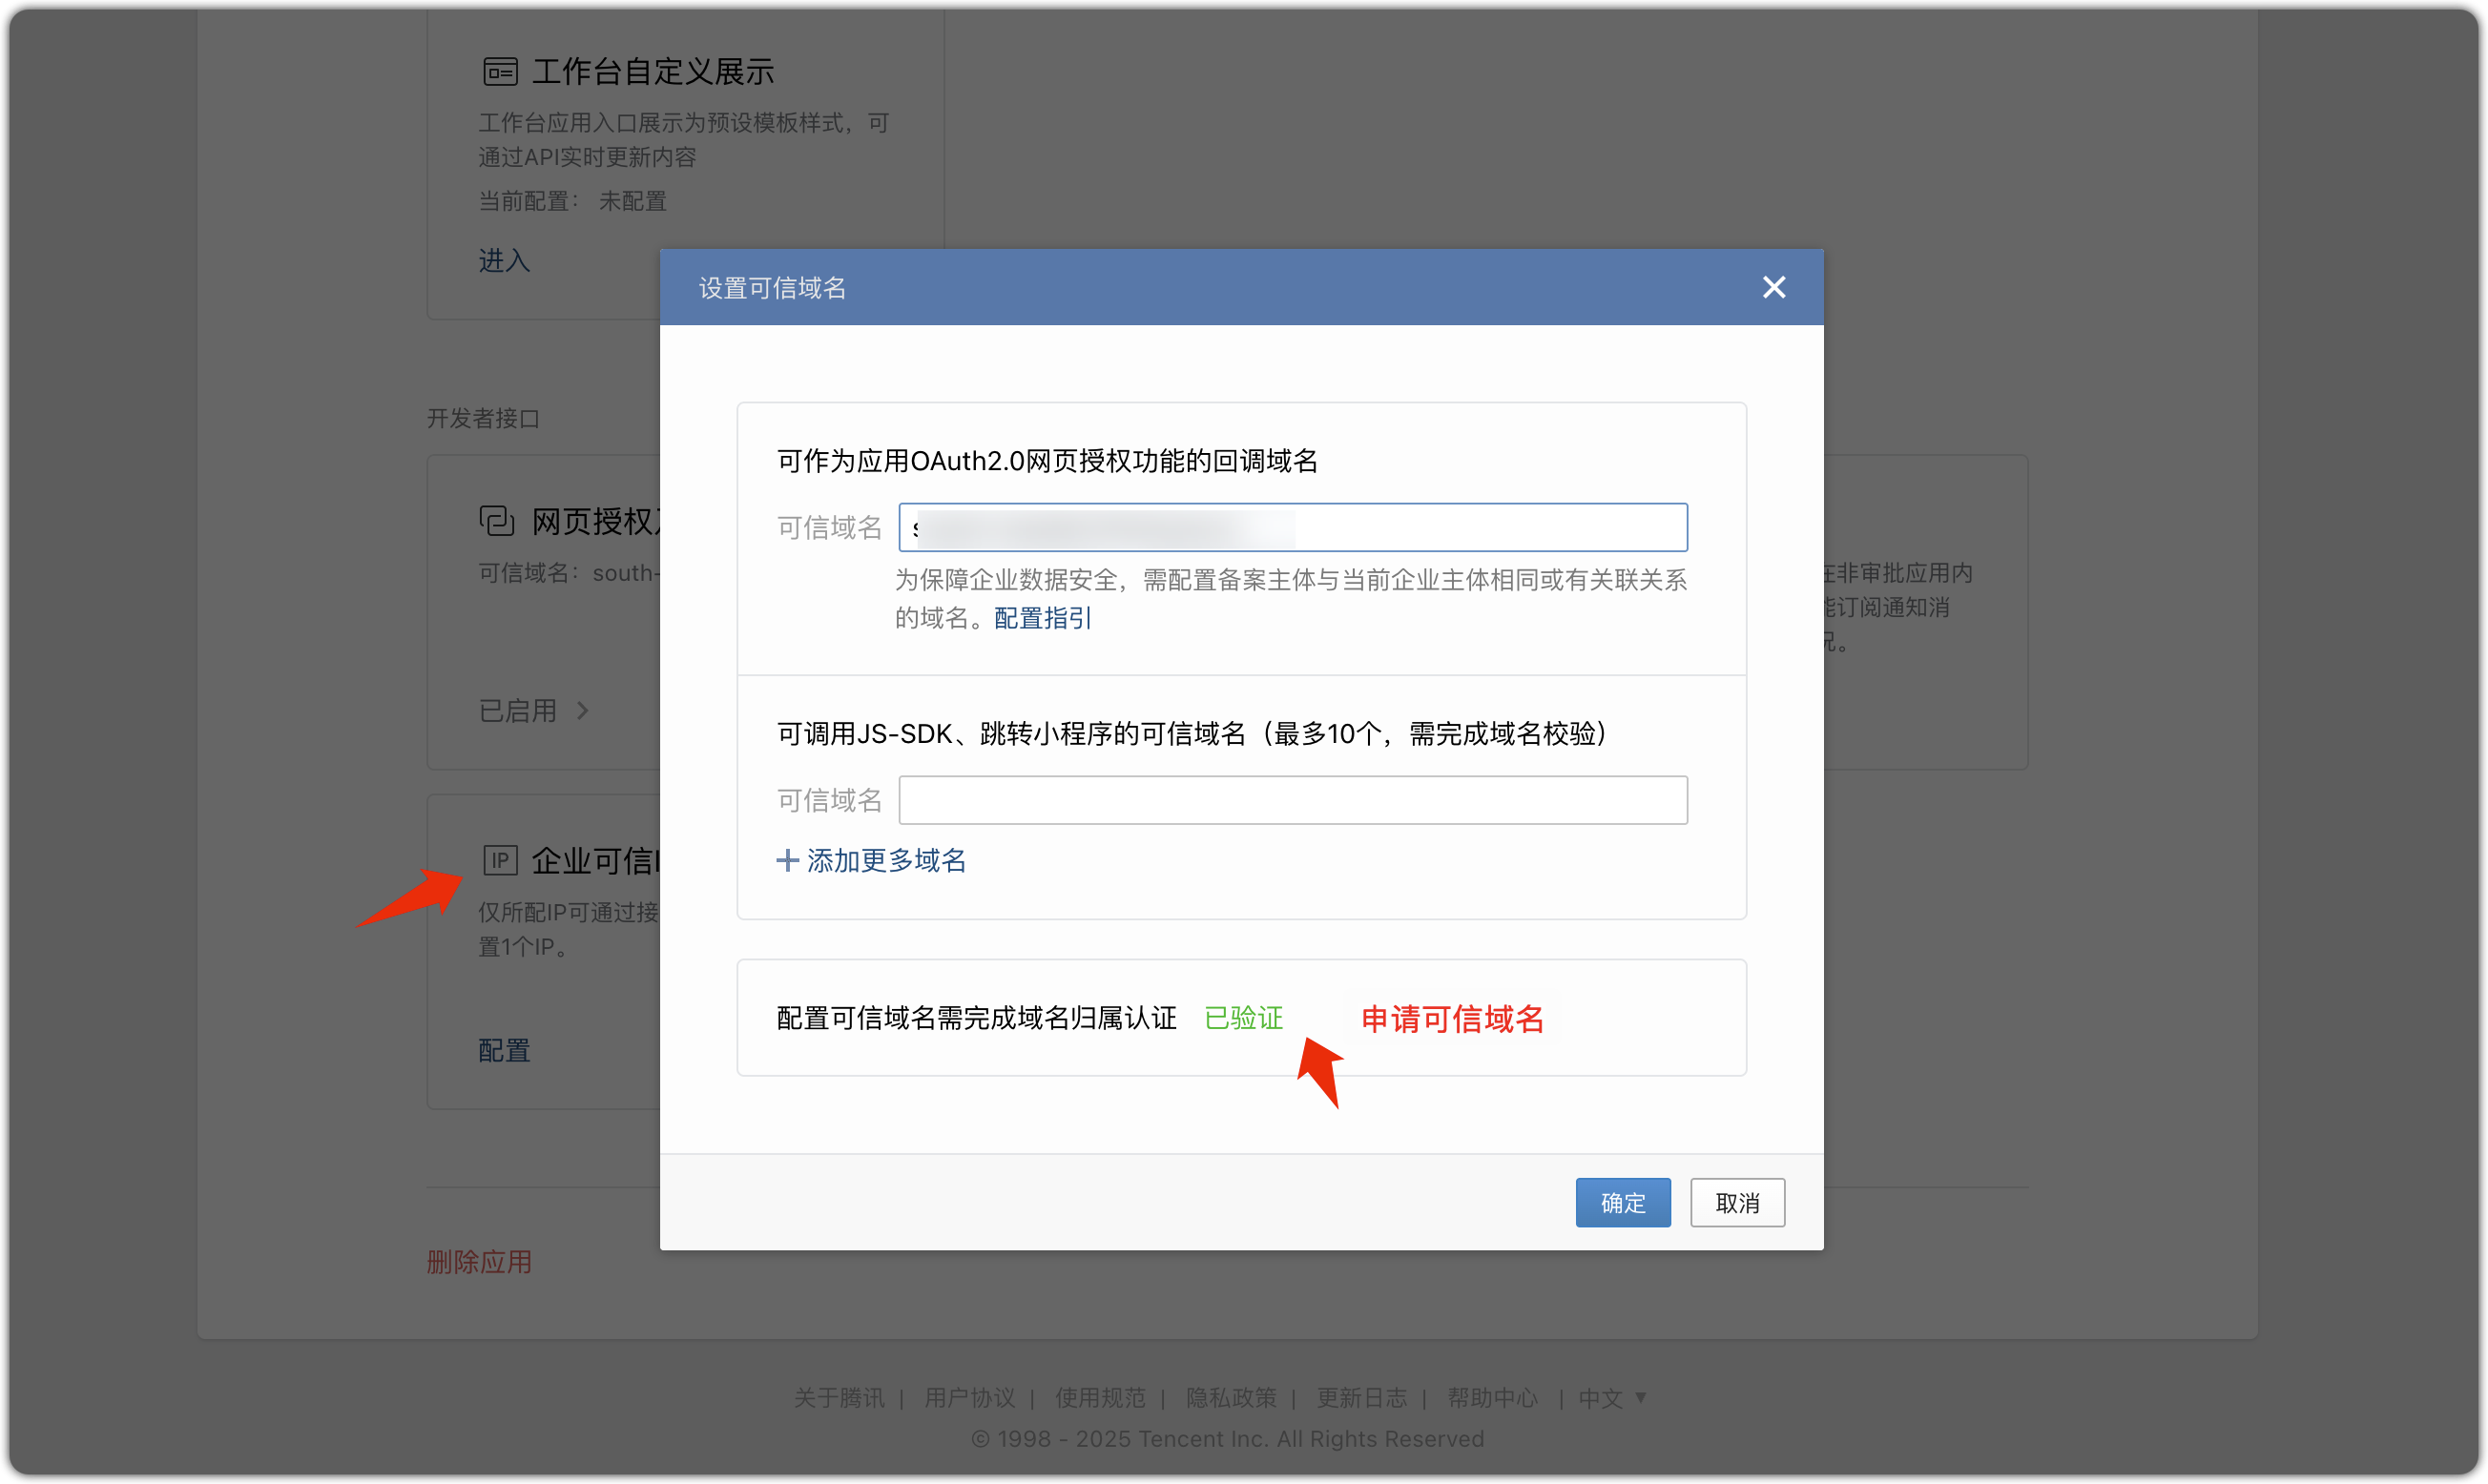 工作台自定义展示
工作台应用入口展示为预设模板样式，可
通过API实时更新内容
当前配置： 未配置
进入
开发者接口
网页授权
可信域名：south-
已启用
IP 企业可信
仅所配IP可通过接
置1个IP。
配置
删除应用
设置可信域名
可作为应用OAuth2.0网页授权功能的回调域名
可信域名 s
为保障企业数据安全，需配置备案主体与当前企业主体相同或有关联关系
的域名。配置指引
可调用JS-SDK、跳转小程序的可信域名（最多10个，需完成域名校验）
可信域名
添加更多域名
配置可信域名需完成域名归属认证 已验证 申请可信域名
确定 取消
在非审批应用内
能订阅通知消
况。
关于腾讯 | 用户协议 | 使用规范 | 隐私政策 | 更新日志 | 帮助中心 | 中文 ▼
© 1998 - 2025 Tencent Inc. All Rights Reserved